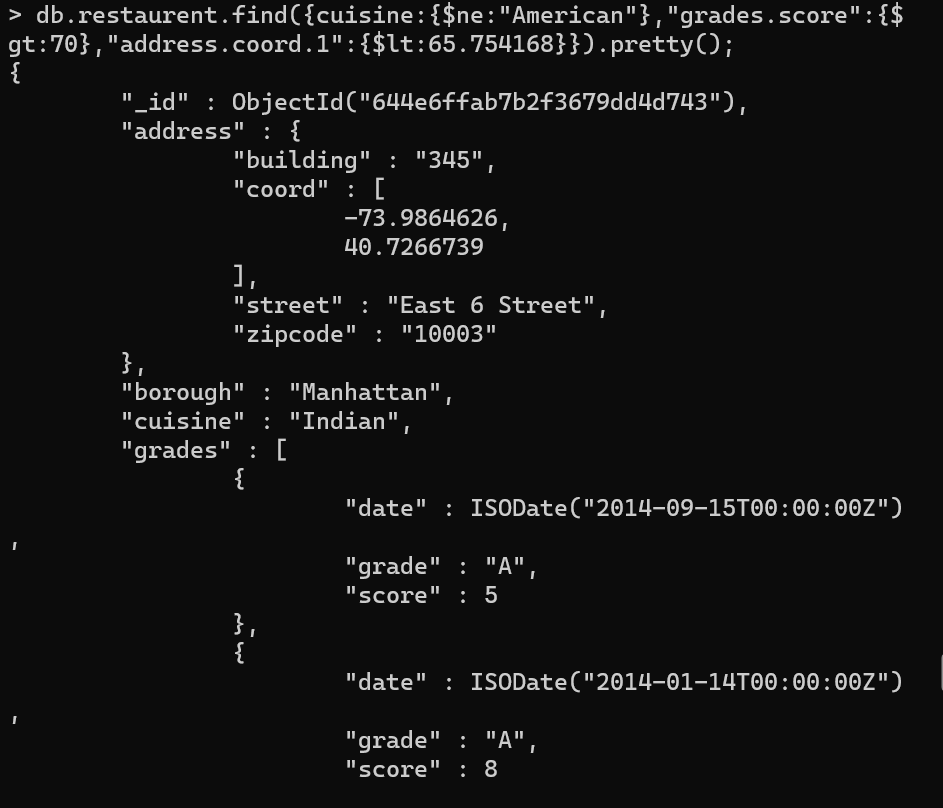 > db.restaurent.find({cuisine:{$ne:"American"},"grades.score":{$
gt:70},"address.coord.1":{$lt:65.754168}}).pretty();
{
        "_id" : ObjectId("644e6ffab7b2f3679dd4d743"),
        "address" : {
                "building" : "345",
                "coord" : [
                        -73.9864626,
                        40.7266739
                ],
                "street" : "East 6 Street",
                "zipcode" : "10003"
        },
        "borough" : "Manhattan",
        "cuisine" : "Indian",
        "grades" : [
                {
                        "date" : ISODate("2014-09-15T00:00:00Z")
,
                        "grade" : "A",
                        "score" : 5
                },
                {
                        "date" : ISODate("2014-01-14T00:00:00Z")
,
                        "grade" : "A",
                        "score" : 8